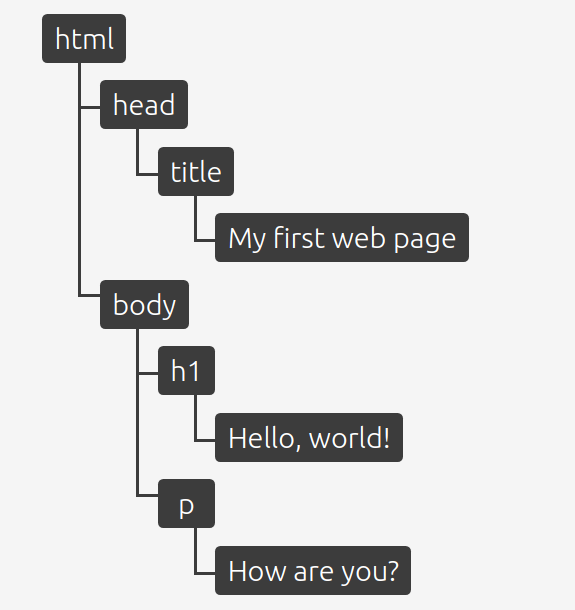 html
head
title
My first web page
body
h1
Hello, world!
p
How are you?